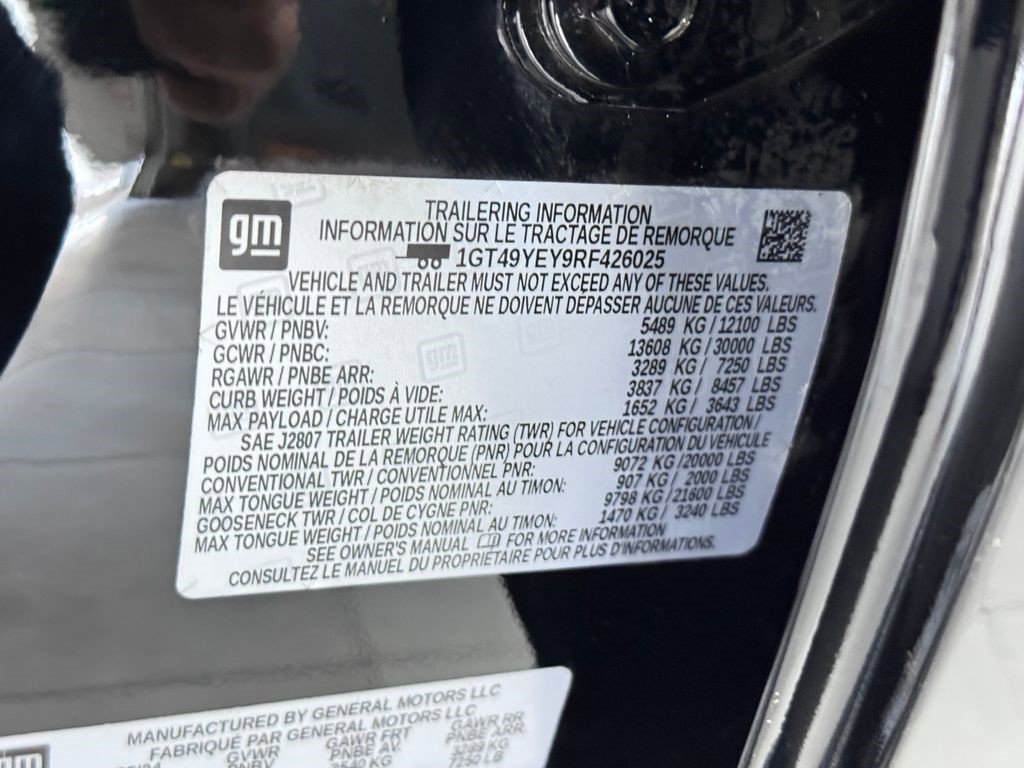 gm
TRAILERING INFORMATION
INFORMATION SUR LE TRACTAGE DE REMORQUE
1GT49YEY9RF426025
VEHICLE AND TRAILER MUST NOT EXCEED ANY OF THESE VALUES.
LE VÉHICULE ET LA REMORQUE NE DOIVENT DÉPASSER AUCUNE DE CES VALEURS.
GVWR / PNBV: 5489 KG / 12100 LBS
GCWR / PNBC: 13608 KG / 30000 LBS
RGAWR / PNBE ARR: 3289 KG / 7250 LBS
CURB WEIGHT / POIDS À VIDE: 3837 KG / 8457 LBS
MAX PAYLOAD / CHARGE UTILE MAX: 1652 KG / 3643 LBS
SAE J2807 TRAILER WEIGHT RATING (TWR) FOR VEHICLE CONFIGURATION /
POIDS NOMINAL DE LA REMORQUE (PNR) POUR LA CONFIGURATION DU VÉHICULE
CONVENTIONAL TWR / CONVENTIONNEL PNR: 9072 KG /20000 LBS
MAX TONGUE WEIGHT / POIDS NOMINAL AU TIMON: 907 KG / 2000 LBS
GOOSENECK TWR / COL DE CYGNE PNR: 9798 KG /21600 LBS
MAX TONGUE WEIGHT / POIDS NOMINAL AU TIMON: 1470 KG / 3240 LBS
SEE OWNER'S MANUAL FOR MORE INFORMATION
CONSULTEZ LE MANUEL DU PROPRIÉTAIRE POUR PLUS D'INFORMATIONS.
MANUFACTURED BY GENERAL MOTORS LLC
FABRIQUÉ PAR GENERAL MOTORS LLC
gm GVWR GAWR FRT GAWR RR
PNBV PNBE AV. PNBE ARR.
3289 KG
7250 LB